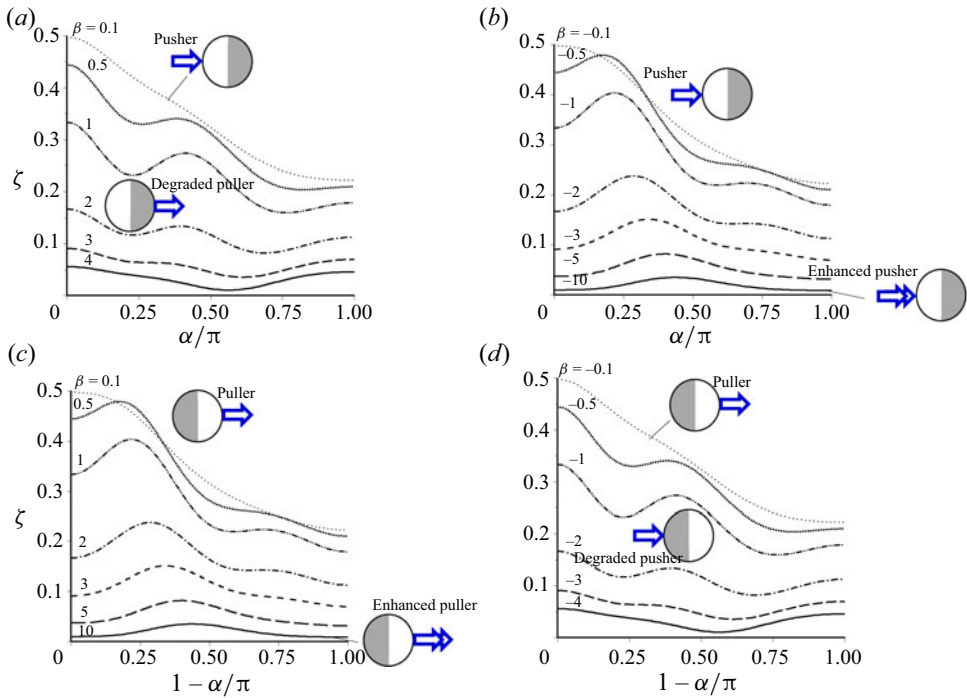 (a)
0.5
β = 0.1
Pusher
0.5
0.4
0.3
1
ζ
0.2
Degraded puller
2
0.1
3
4
0
0.25
0.50
0.75
1.00
α/π
(b)
β = –0.1
0.5
–0.5
Pusher
0.4
–1
0.3
0.2
–2
0.1
–3
–5
Enhanced pusher
–10
0
0.25
0.50
0.75
1.00
α/π
(c)
β = 0.1
0.5
0.5
Puller
0.4
1
0.3
ζ
0.2
2
0.1
3
5
Enhanced puller
10
0
0.25
0.50
0.75
1.00
1 – α/π
(d)
β = –0.1
0.5
Puller
–0.5
0.4
0.3
–1
0.2
–2
Degraded pusher
0.1
–3
–4
0
0.25
0.50
0.75
1.00
1 – α/π